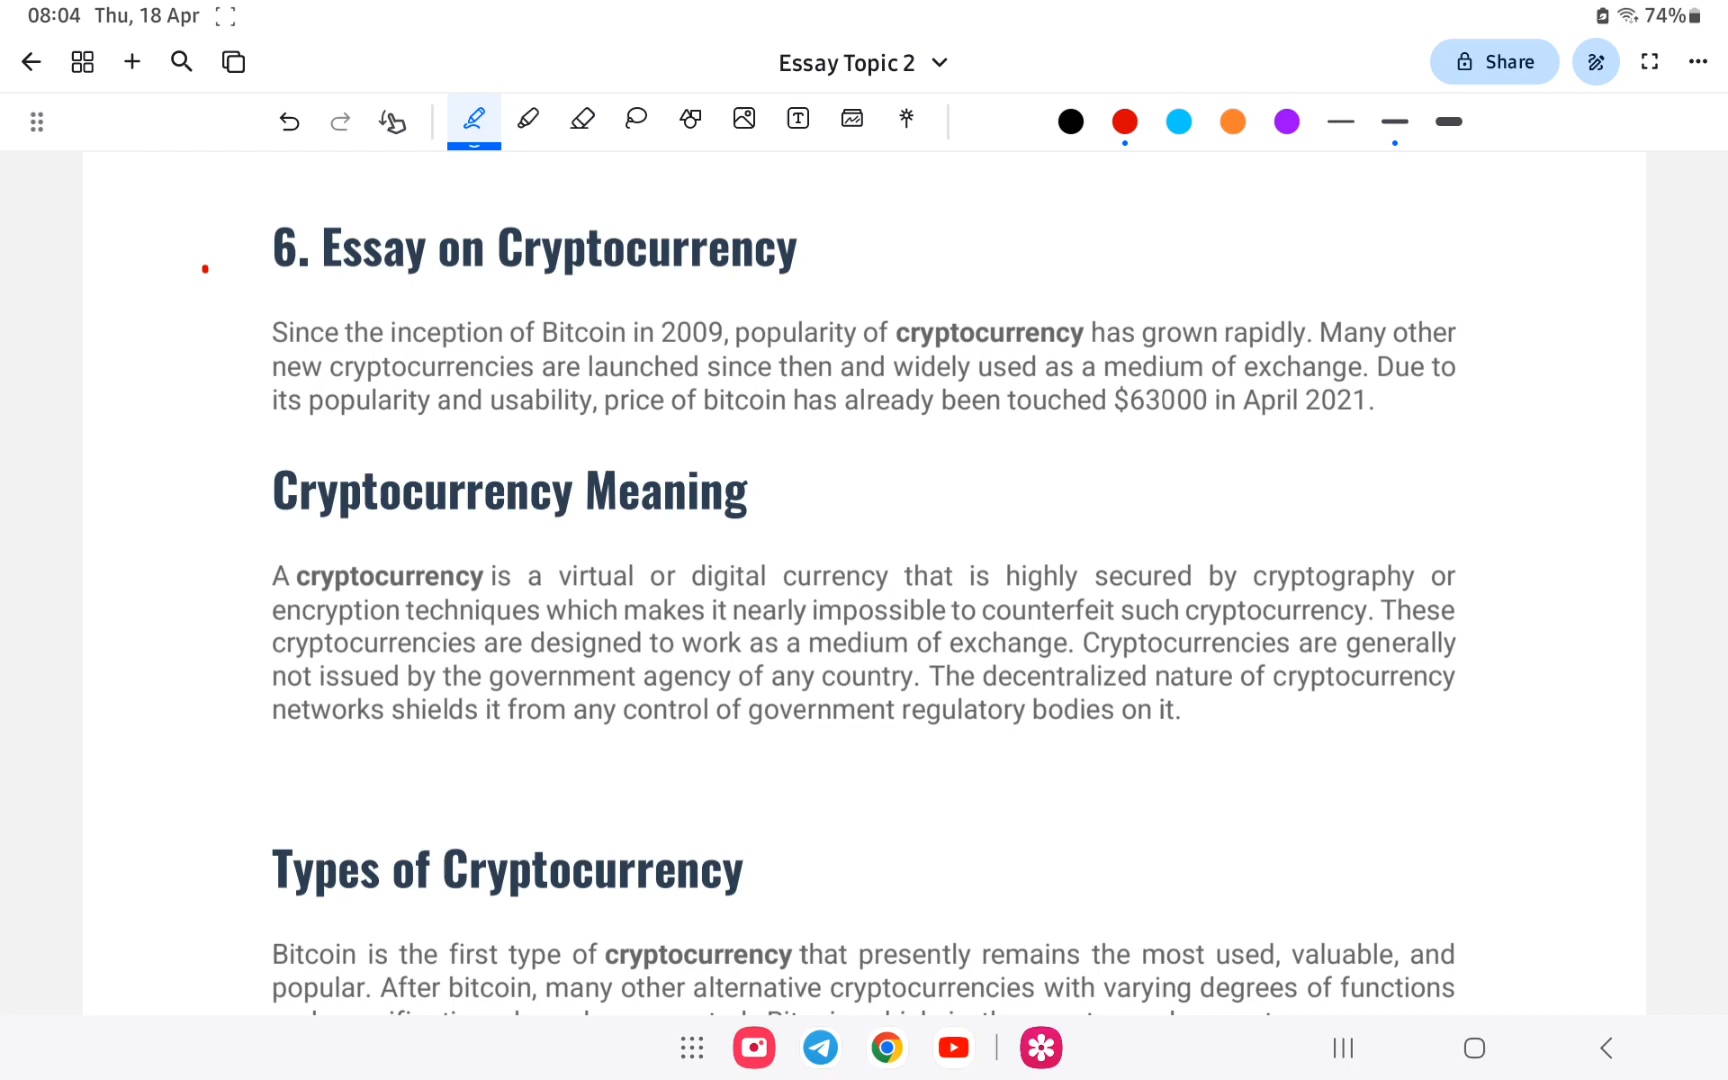 08:04 Thu, 18 Apr 74%
Essay Topic 2 Share
6. Essay on Cryptocurrency
Since the inception of Bitcoin in 2009, popularity of cryptocurrency has grown rapidly. Many other
new cryptocurrencies are launched since then and widely used as a medium of exchange. Due to
its popularity and usability, price of bitcoin has already been touched $63000 in April 2021.
Cryptocurrency Meaning
A cryptocurrency is a virtual or digital currency that is highly secured by cryptography or
encryption techniques which makes it nearly impossible to counterfeit such cryptocurrency. These
cryptocurrencies are designed to work as a medium of exchange. Cryptocurrencies are generally
not issued by the government agency of any country. The decentralized nature of cryptocurrency
networks shields it from any control of government regulatory bodies on it.
Types of Cryptocurrency
Bitcoin is the first type of cryptocurrency that presently remains the most used, valuable, and
popular. After bitcoin, many other alternative cryptocurrencies with varying degrees of functions